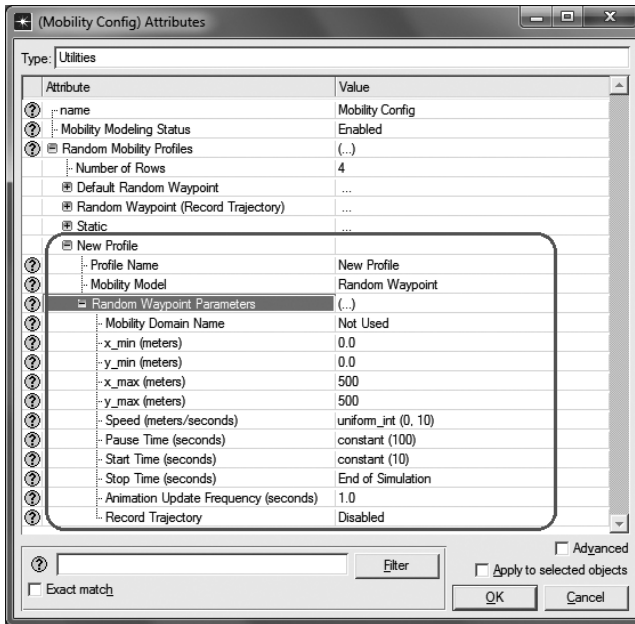 (Mobility Config) Attributes
Type: Utilities
Attribute Value
name Mobility Config
Mobility Modeling Status Enabled
Random Mobility Profiles (...)
Number of Rows 4
Default Random Waypoint ...
Random Waypoint (Record Trajectory) ...
Static ...
New Profile
Profile Name New Profile
Mobility Model Random Waypoint
Random Waypoint Parameters (...)
Mobility Domain Name Not Used
x_min (meters) 0.0
y_min (meters) 0.0
x_max (meters) 500
y_max (meters) 500
Speed (meters/seconds) uniform_int (0, 10)
Pause Time (seconds) constant (100)
Start Time (seconds) constant (10)
Stop Time (seconds) End of Simulation
Animation Update Frequency (seconds) 1.0
Record Trajectory Disabled
Advanced
Filter
Apply to selected objects
Exact match
OK Cancel